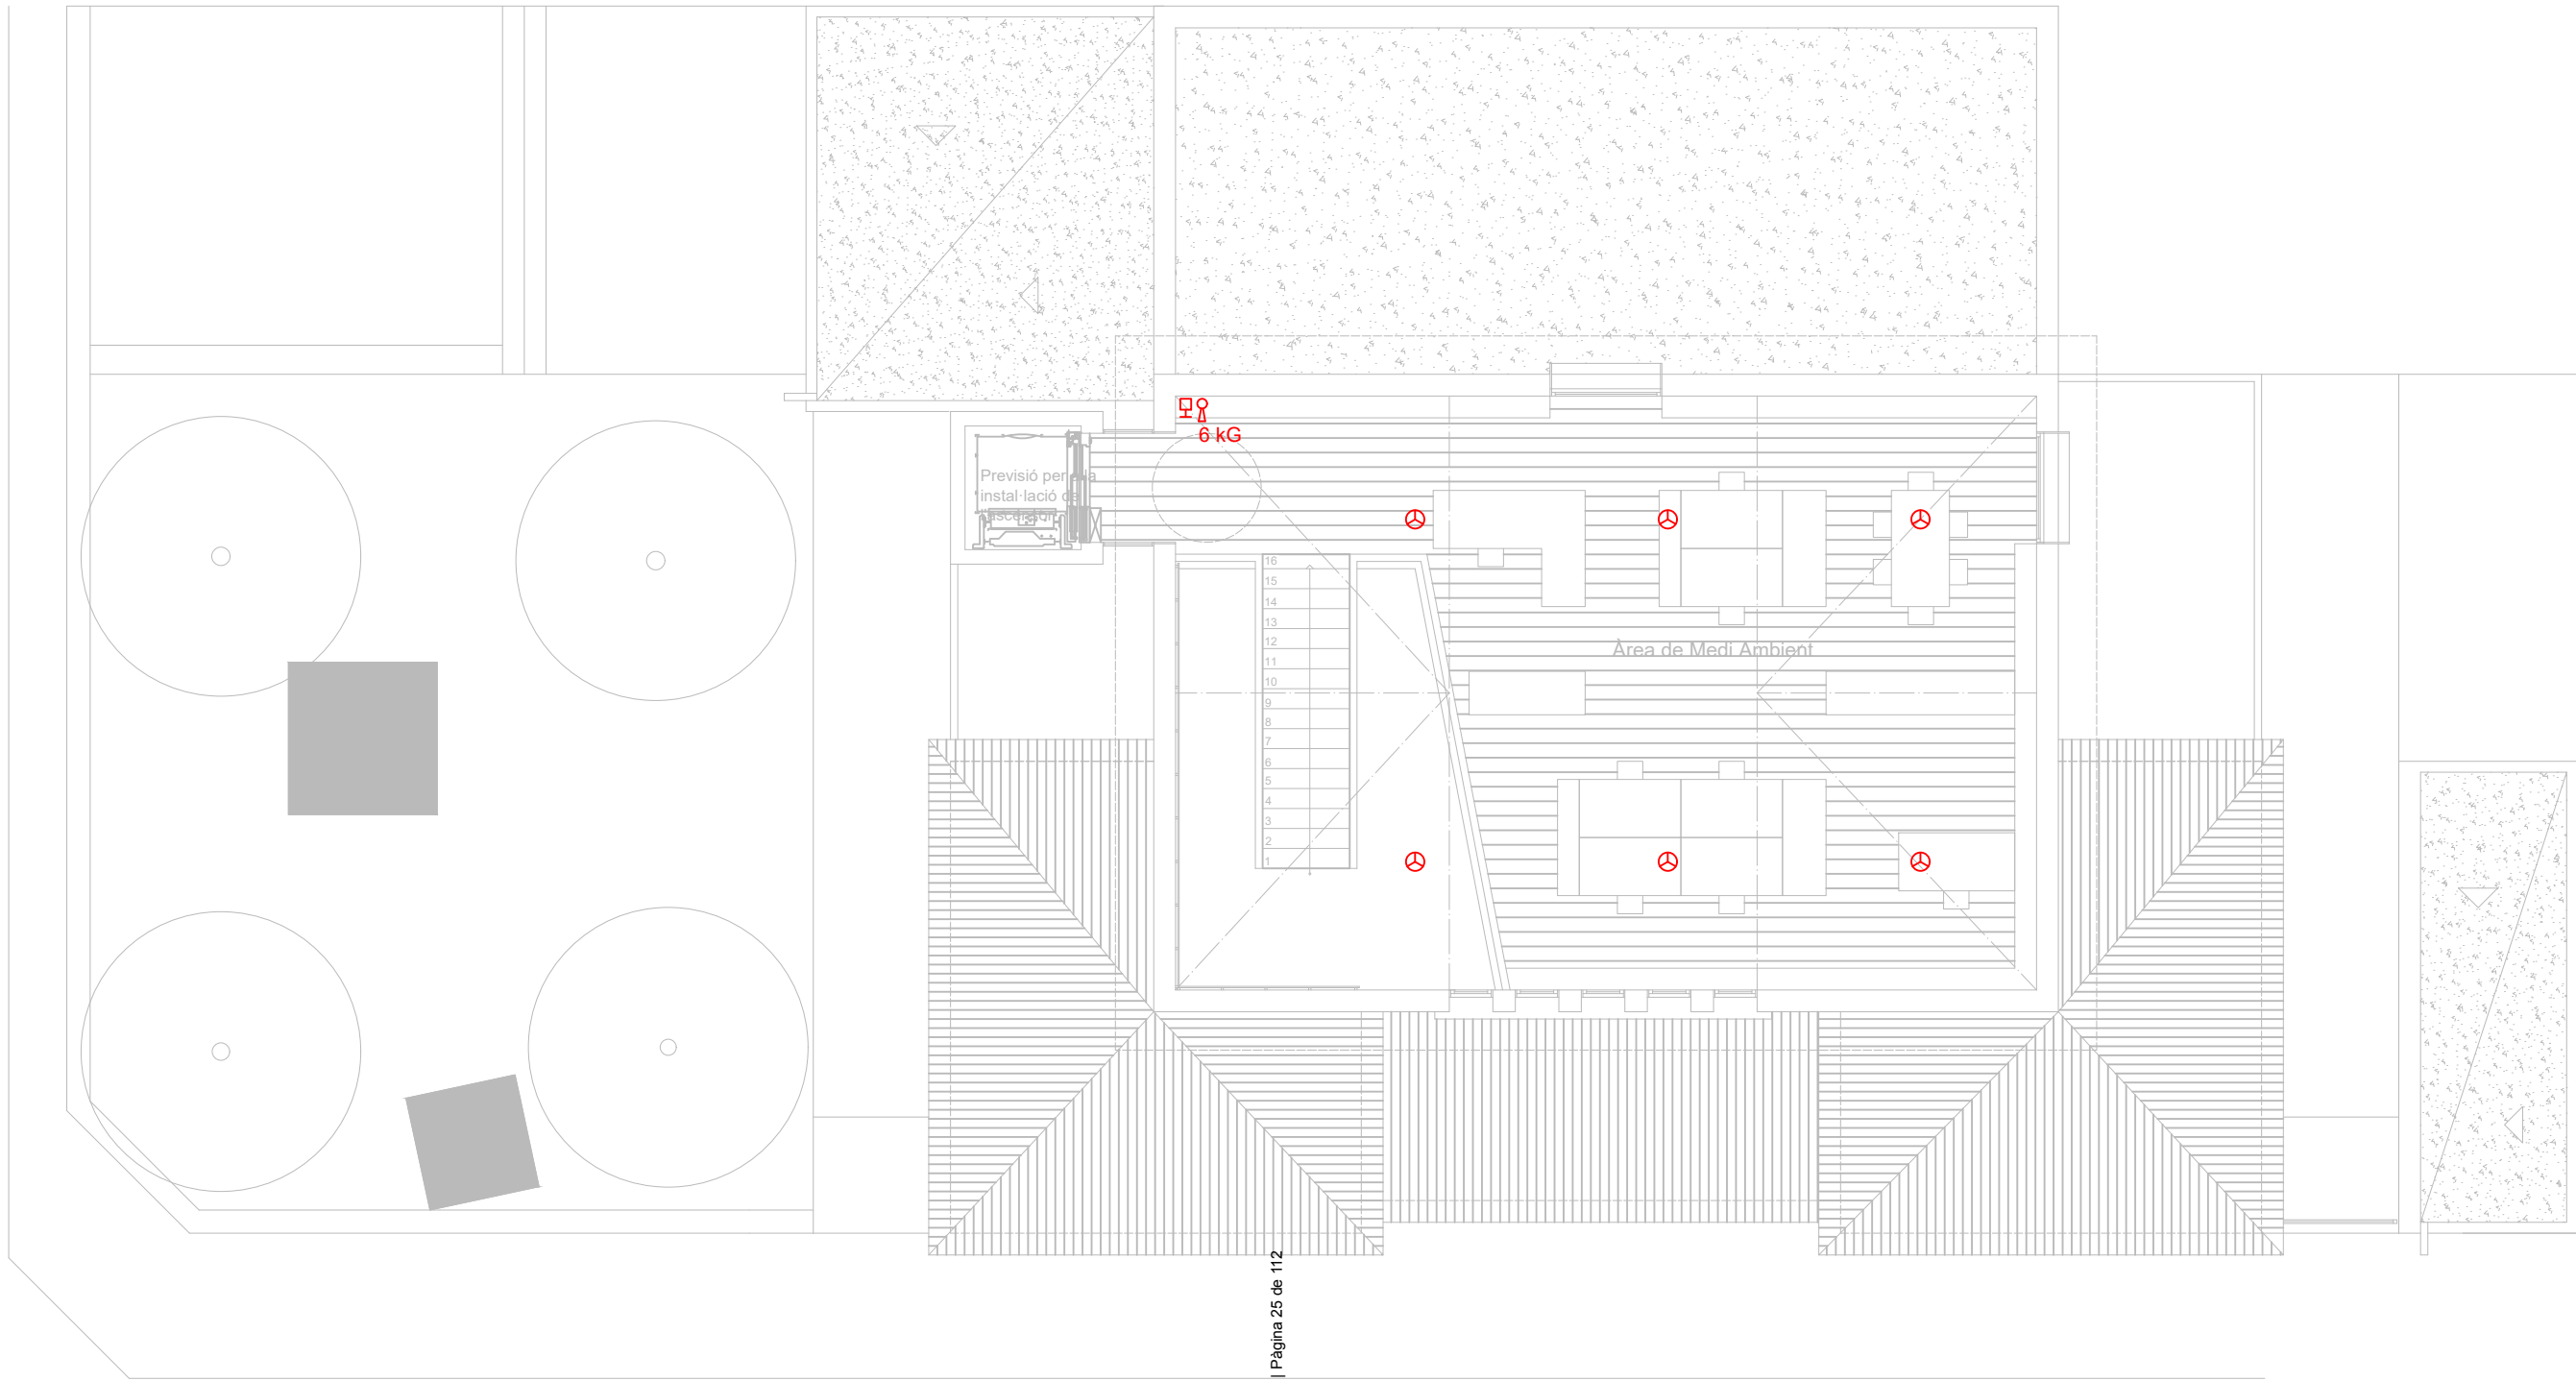 6 kG
Previsió per a la
instal·lació de
l'ascensor
16
15
14
13
12
11
10
9
8
7
6
5
4
3
2
1
Àrea de Medi Ambient
| Pàgina 25 de 112